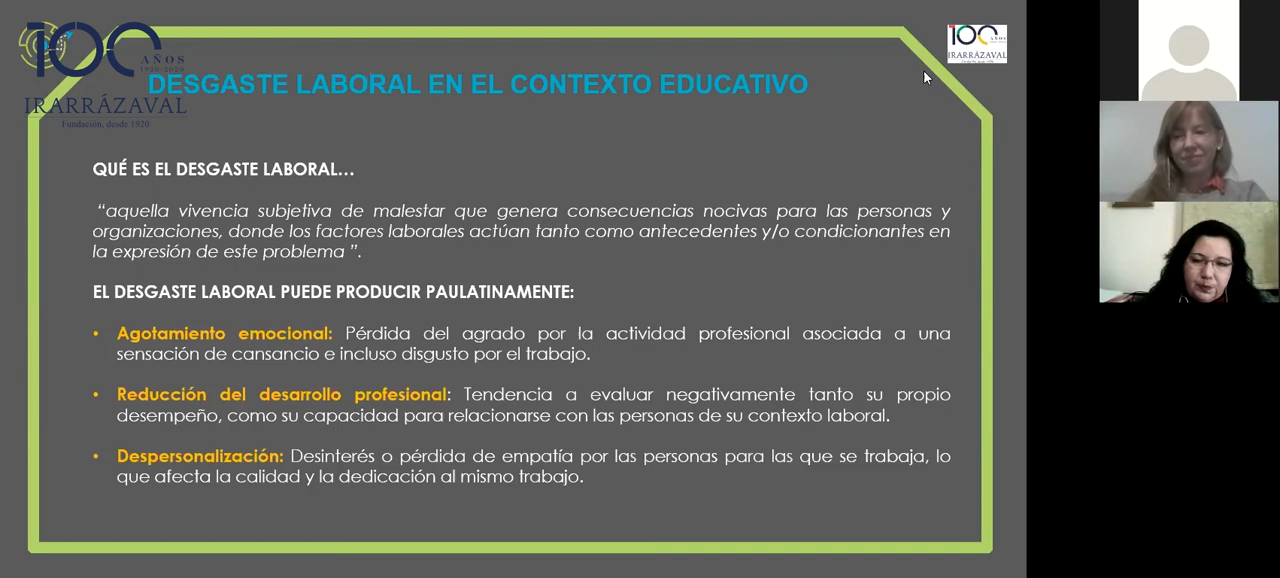 100
AÑOS
1920-2020
IRARRÁZAVAL
Fundación, desde 1920
100
AÑOS
IRARRÁZAVAL
DESGASTE LABORAL EN EL CONTEXTO EDUCATIVO
QUÉ ES EL DESGASTE LABORAL…
“aquella vivencia subjetiva de malestar que genera consecuencias nocivas para las personas y
organizaciones, donde los factores laborales actúan tanto como antecedentes y/o condicionantes en
la expresión de este problema ”.
EL DESGASTE LABORAL PUEDE PRODUCIR PAULATINAMENTE:
• Agotamiento emocional: Pérdida del agrado por la actividad profesional asociada a una
sensación de cansancio e incluso disgusto por el trabajo.
• Reducción del desarrollo profesional: Tendencia a evaluar negativamente tanto su propio
desempeño, como su capacidad para relacionarse con las personas de su contexto laboral.
• Despersonalización: Desinterés o pérdida de empatía por las personas para las que se trabaja, lo
que afecta la calidad y la dedicación al mismo trabajo.